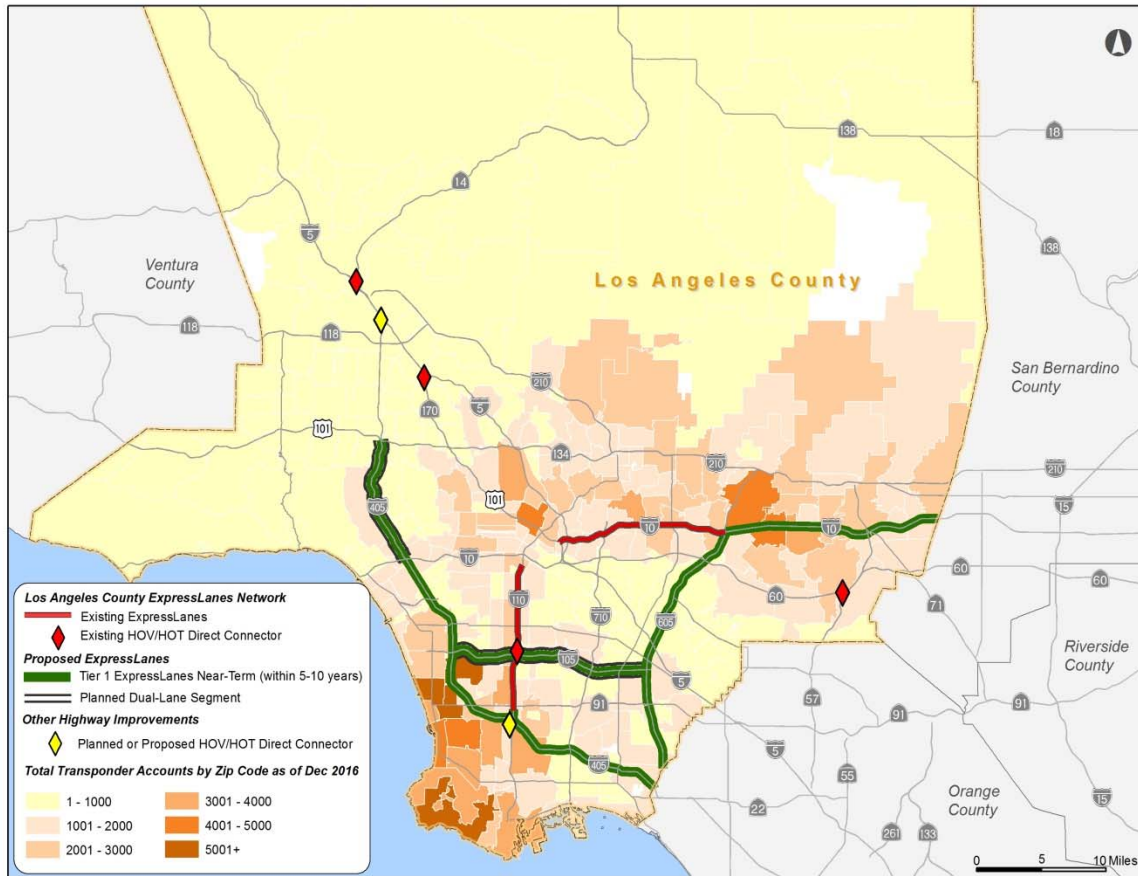 138
18
14
5
Ventura
County
138
Los Angeles County
118
118
San Bernardino
County
210
5
170
101
134
210
210
101
15
405
10
10
10
110
60
60
60
710
605
71
105
Riverside
County
5
91
57
91
91
405
5
55
Orange
County
22
15
261
133
Los Angeles County ExpressLanes Network
Existing ExpressLanes
Existing HOV/HOT Direct Connector
Proposed ExpressLanes
Tier 1 ExpressLanes Near-Term (within 5-10 years)
Planned Dual-Lane Segment
Other Highway Improvements
Planned or Proposed HOV/HOT Direct Connector
Total Transponder Accounts by Zip Code as of Dec 2016
1 - 1000
3001 - 4000
1001 - 2000
4001 - 5000
2001 - 3000
5001+
0 5 10 Miles